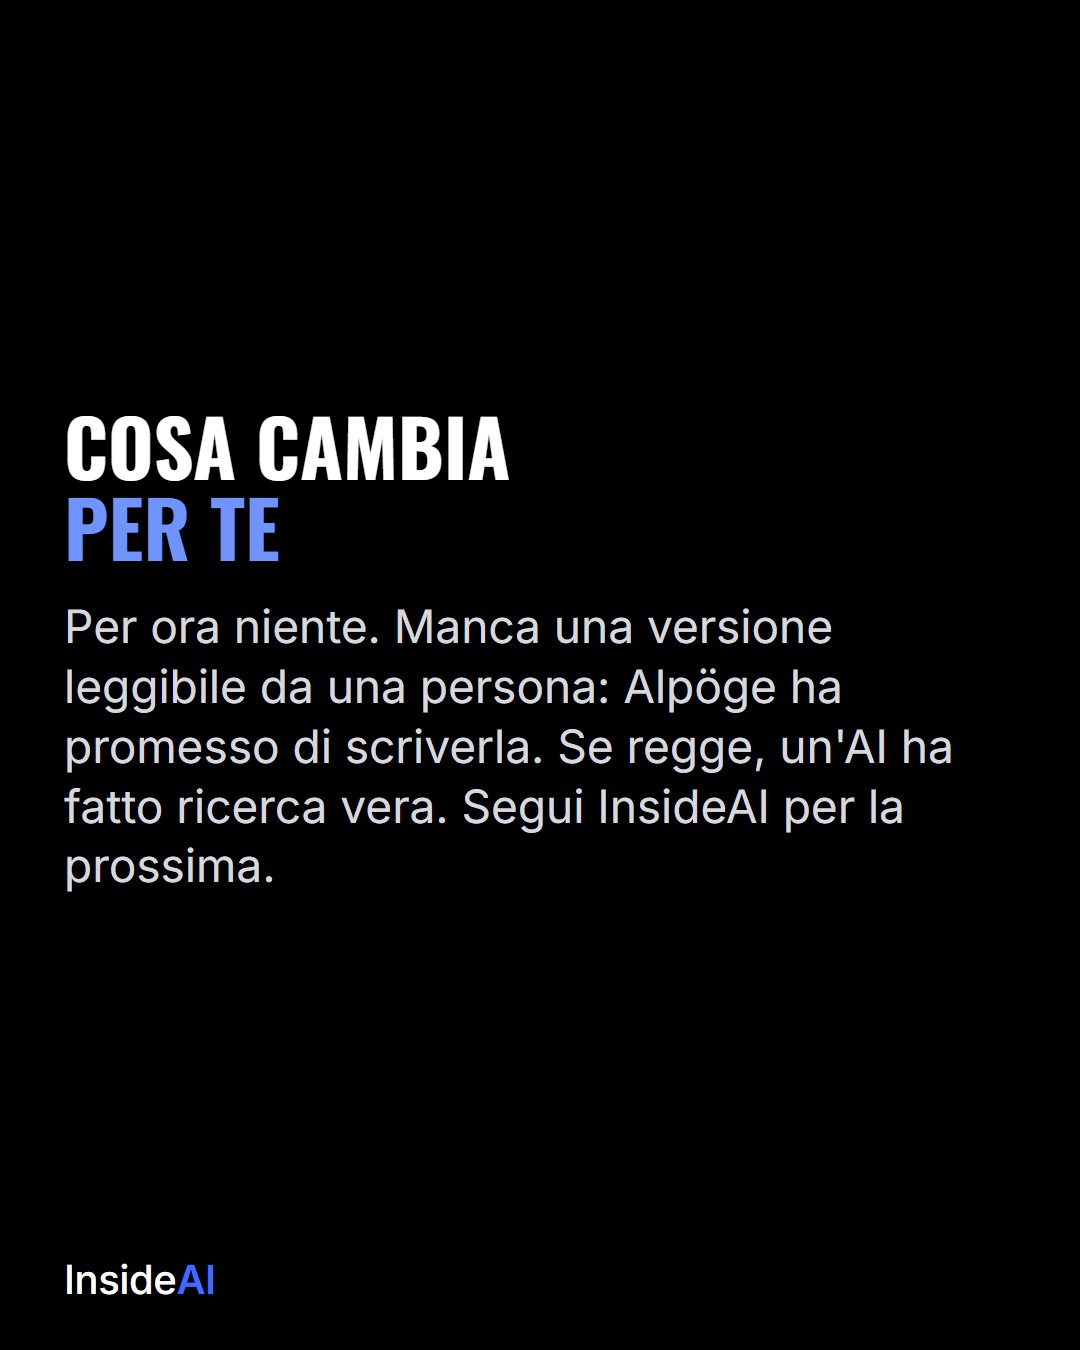 COSA CAMBIA
PER TE
Per ora niente. Manca una versione
leggibile da una persona: Alpöge ha
promesso di scriverla. Se regge, un'AI ha
fatto ricerca vera. Segui InsideAI per la
prossima.
InsideAI